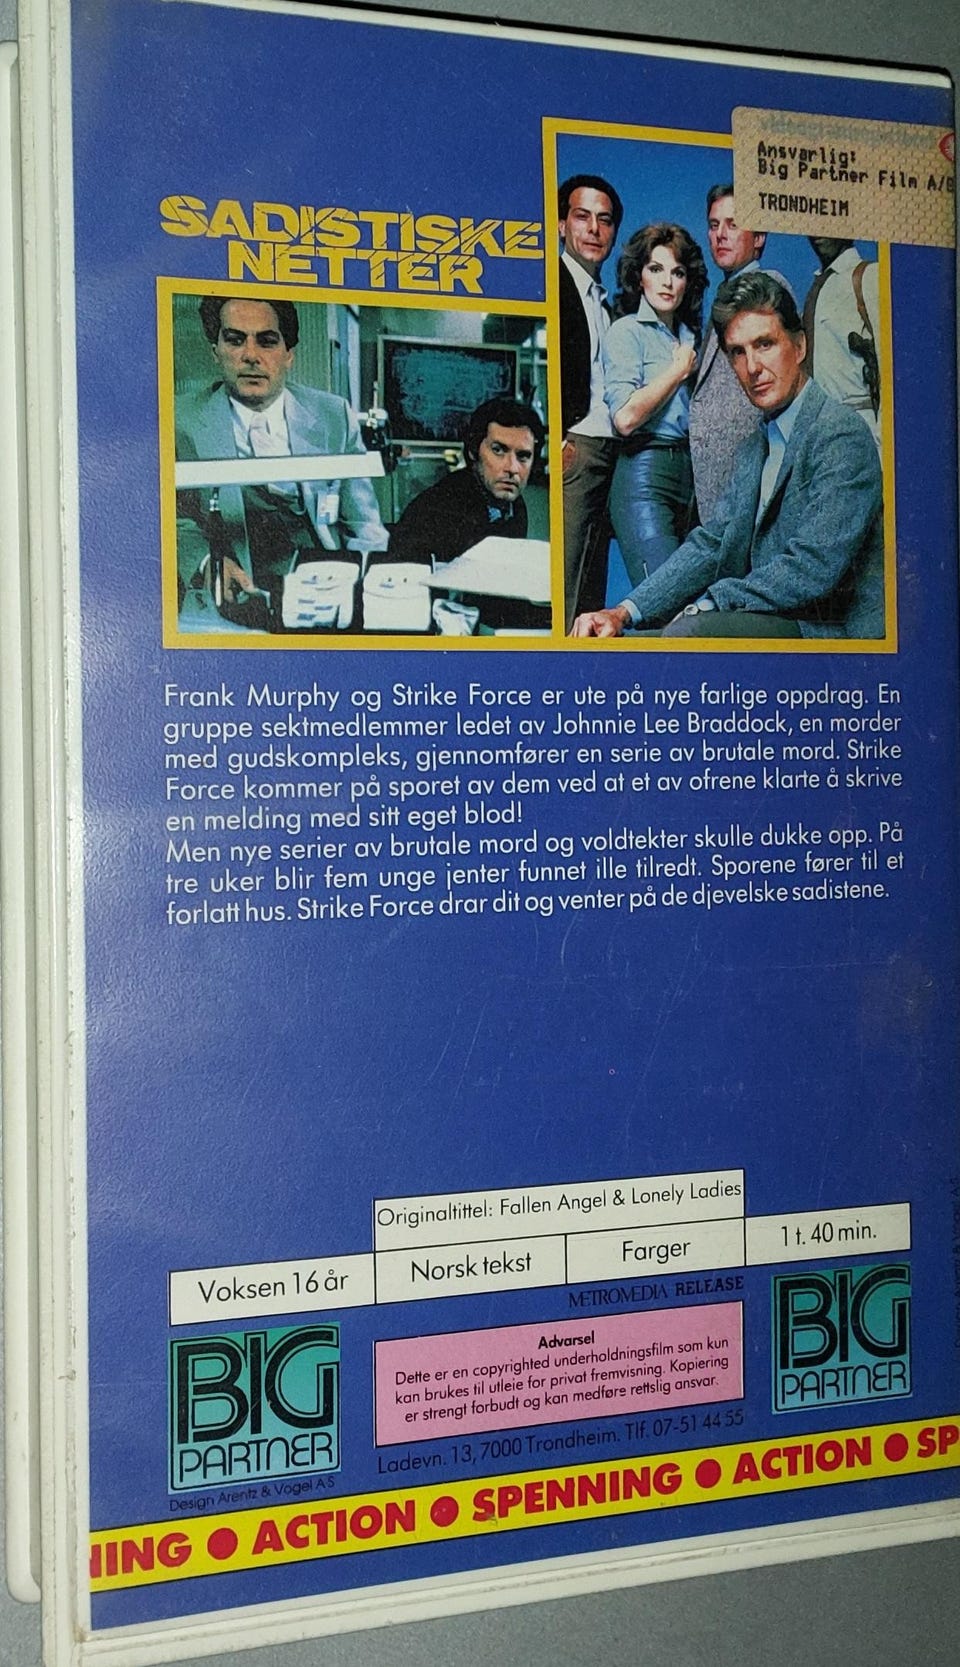 Ansvarlig:
Big Partner Film A/S
TRONDHEIM
SADISTISKE
NETTER
Frank Murphy og Strike Force er ute på nye farlige oppdrag. En
gruppe sektmedlemmer ledet av Johnnie Lee Braddock, en morder
med gudskompleks, gjennomfører en serie av brutale mord. Strike
Force kommer på sporet av dem ved at et av ofrene klarte å skrive
en melding med sitt eget blod!
Men nye serier av brutale mord og voldtekter skulle dukke opp. På
tre uker blir fem unge jenter funnet ille tilredt. Sporene fører til et
forlatt hus. Strike Force drar dit og venter på de djevelske sadistene.
Originaltittel: Fallen Angel & Lonely Ladies
Voksen 16 år
Norsk tekst
Farger
1 t. 40 min.
METROMEDIA RELEASE
BIG
PARTNER
Design Arentz & Vogel A S
Advarsel
Dette er en copyrighted underholdningsfilm som kun
kan brukes til utleie for privat fremvisning. Kopiering
er strengt forbudt og kan medføre rettslig ansvar.
Ladevn. 13, 7000 Trondheim. Tlf. 07-51 44 55
BIG
PARTNER
NING ● ACTION ● SPENNING ● ACTION ● SP